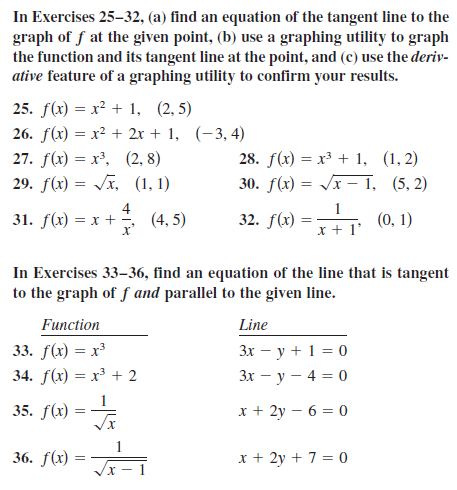 In Exercises 25–32, (a) find an equation of the tangent line to the
graph of f at the given point, (b) use a graphing utility to graph
the function and its tangent line at the point, and (c) use the deriv-
ative feature of a graphing utility to confirm your results.
25. f(x) = x² + 1, (2, 5)
26. f(x) = x² + 2x + 1, (−3, 4)
27. f(x) = x³, (2, 8) 28. f(x) = x³ + 1, (1, 2)
29. f(x) = √x, (1, 1) 30. f(x) = √(x − 1), (5, 2)
31. f(x) = x + 4/x, (4, 5) 32. f(x) = 1/(x + 1), (0, 1)
In Exercises 33–36, find an equation of the line that is tangent
to the graph of f and parallel to the given line.
Function Line
33. f(x) = x³ 3x − y + 1 = 0
34. f(x) = x³ + 2 3x − y − 4 = 0
35. f(x) = 1/√x x + 2y − 6 = 0
36. f(x) = 1/√(x − 1) x + 2y + 7 = 0